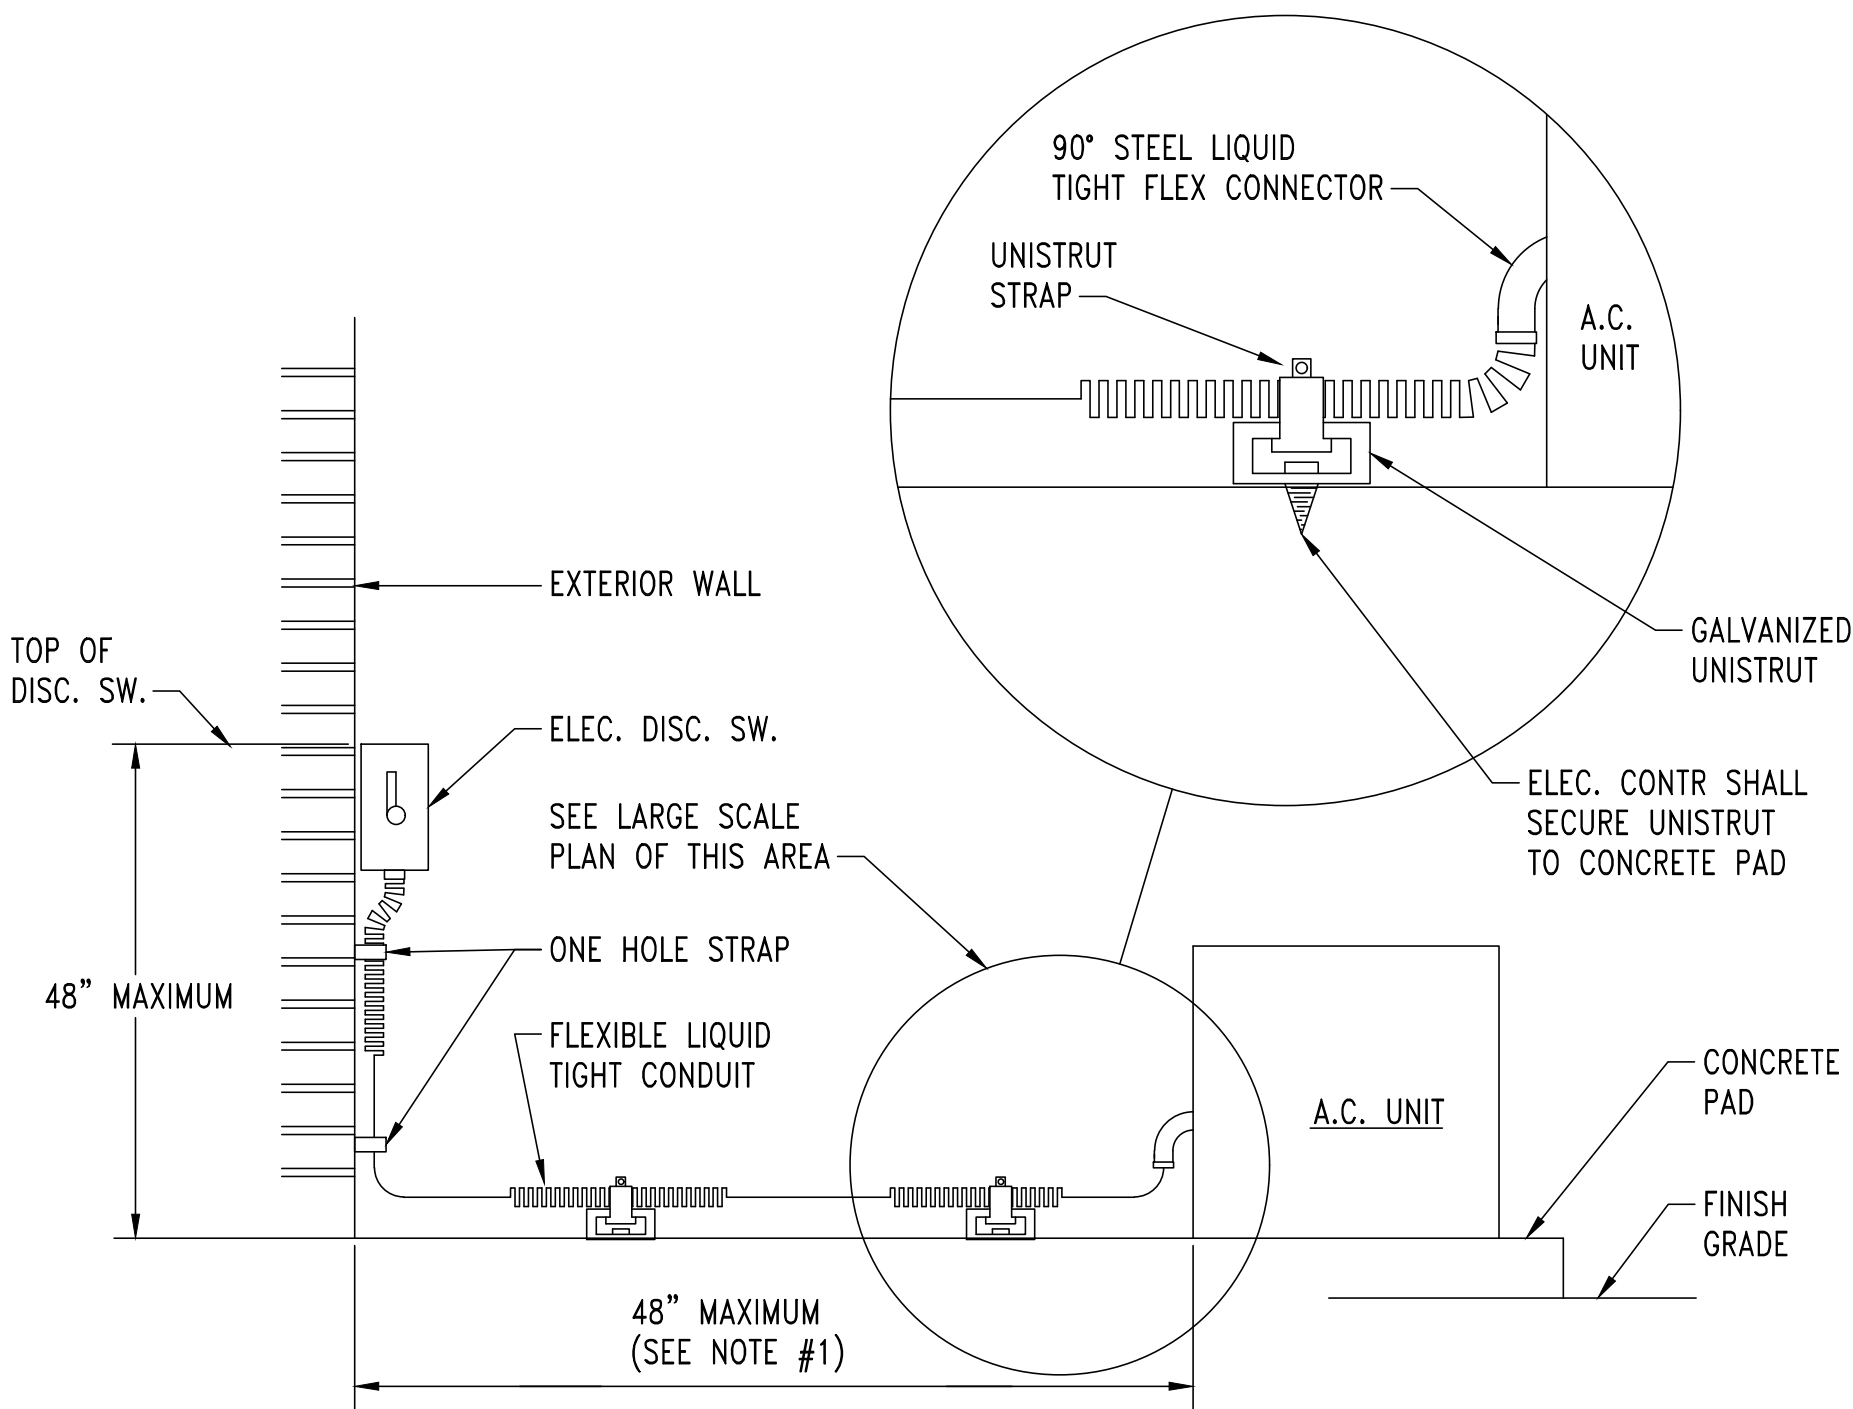 90° STEEL LIQUID
TIGHT FLEX CONNECTOR
UNISTRUT
STRAP
A.C.
UNIT
EXTERIOR WALL
TOP OF
DISC. SW.
GALVANIZED
UNISTRUT
ELEC. DISC. SW.
ELEC. CONTR SHALL
SECURE UNISTRUT
TO CONCRETE PAD
SEE LARGE SCALE
PLAN OF THIS AREA
ONE HOLE STRAP
48” MAXIMUM
FLEXIBLE LIQUID
TIGHT CONDUIT
CONCRETE
PAD
A.C. UNIT
FINISH
GRADE
48” MAXIMUM
(SEE NOTE #1)